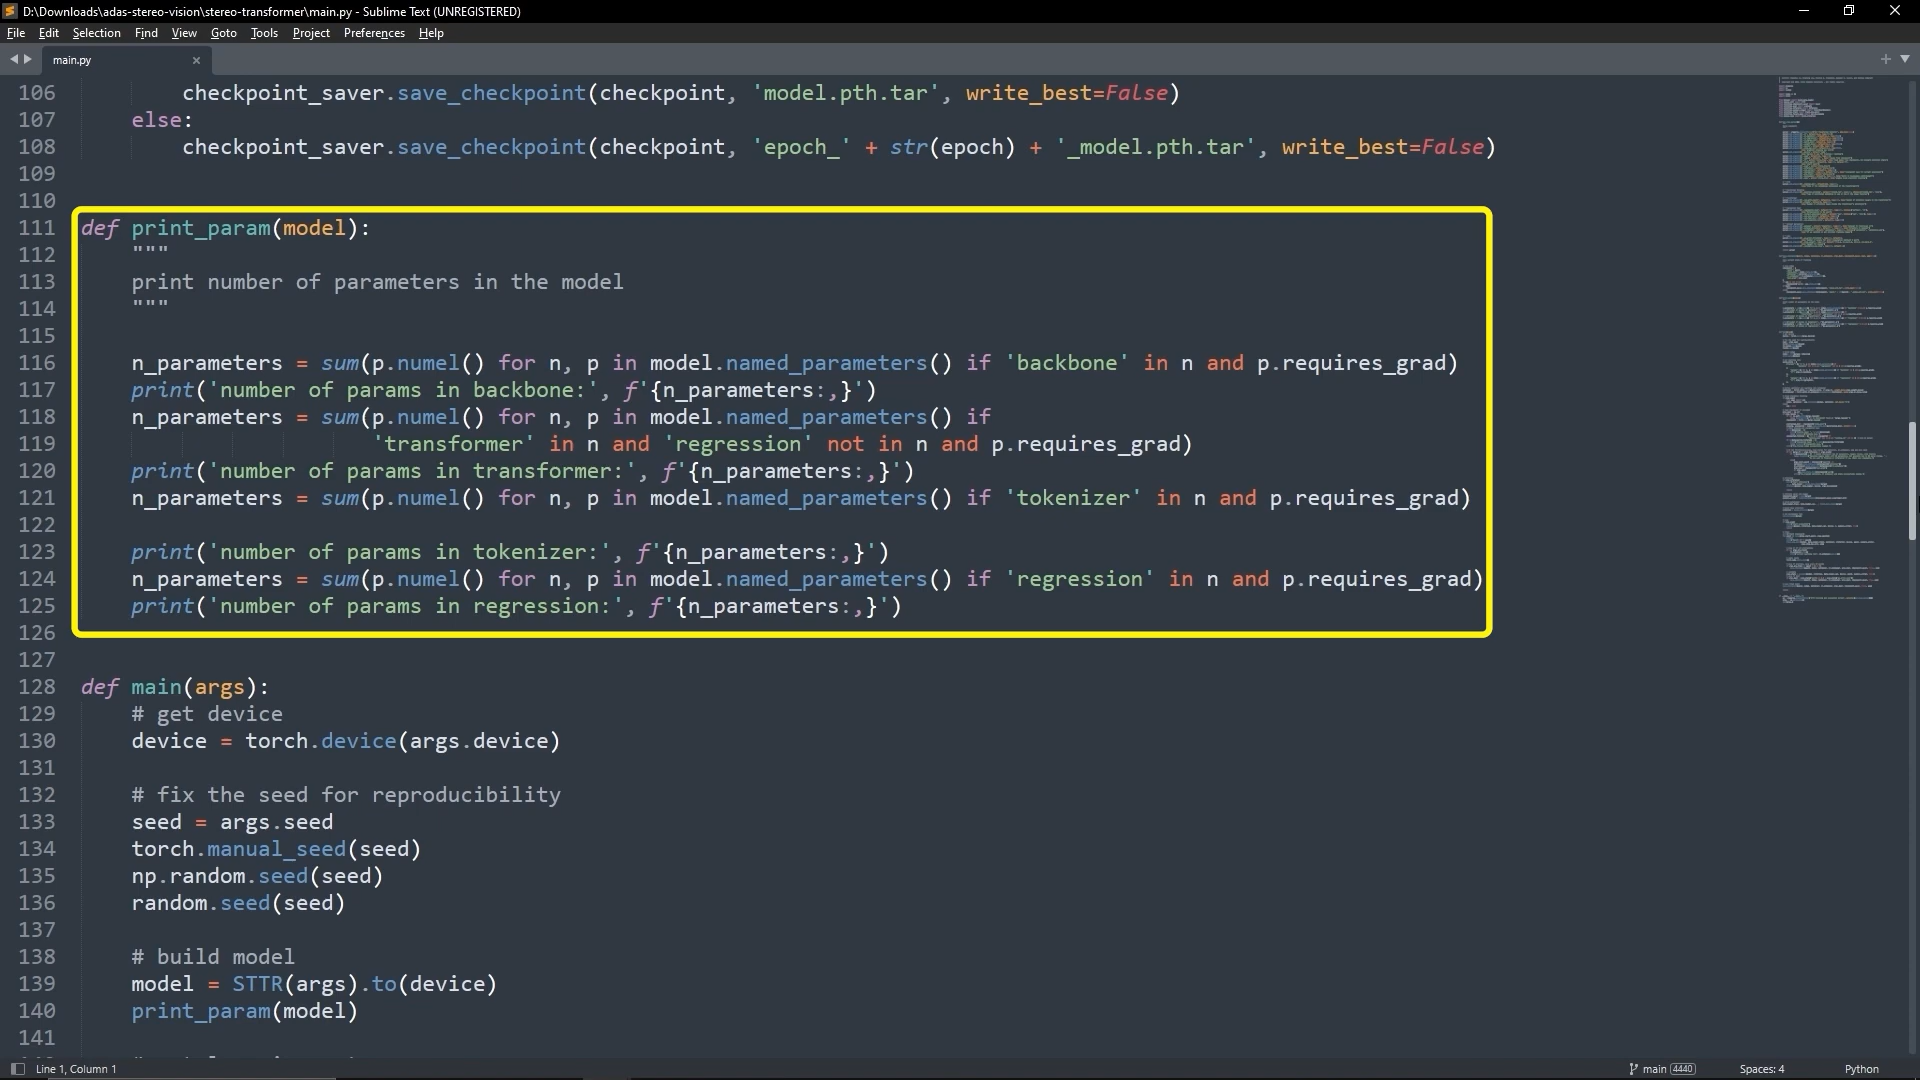 D:\Downloads\adas-stereo-vision\stereo-transformer\main.py - Sublime Text (UNREGISTERED)
File Edit Selection Find View Goto Tools Project Preferences Help
main.py
106 checkpoint_saver.save_checkpoint(checkpoint, 'model.pth.tar', write_best=False)
107 else:
108 checkpoint_saver.save_checkpoint(checkpoint, 'epoch_' + str(epoch) + '_model.pth.tar', write_best=False)
109
110
111 def print_param(model):
112 """
113 print number of parameters in the model
114 """
115
116 n_parameters = sum(p.numel() for n, p in model.named_parameters() if 'backbone' in n and p.requires_grad)
117 print('number of params in backbone:', f'{n_parameters:,}')
118 n_parameters = sum(p.numel() for n, p in model.named_parameters() if
119 'transformer' in n and 'regression' not in n and p.requires_grad)
120 print('number of params in transformer:', f'{n_parameters:,}')
121 n_parameters = sum(p.numel() for n, p in model.named_parameters() if 'tokenizer' in n and p.requires_grad)
122
123 print('number of params in tokenizer:', f'{n_parameters:,}')
124 n_parameters = sum(p.numel() for n, p in model.named_parameters() if 'regression' in n and p.requires_grad)
125 print('number of params in regression:', f'{n_parameters:,}')
126
127
128 def main(args):
129 # get device
130 device = torch.device(args.device)
131
132 # fix the seed for reproducibility
133 seed = args.seed
134 torch.manual_seed(seed)
135 np.random.seed(seed)
136 random.seed(seed)
137
138 # build model
139 model = STTR(args).to(device)
140 print_param(model)
141
Line 1, Column 1
main 4440
Spaces: 4
Python